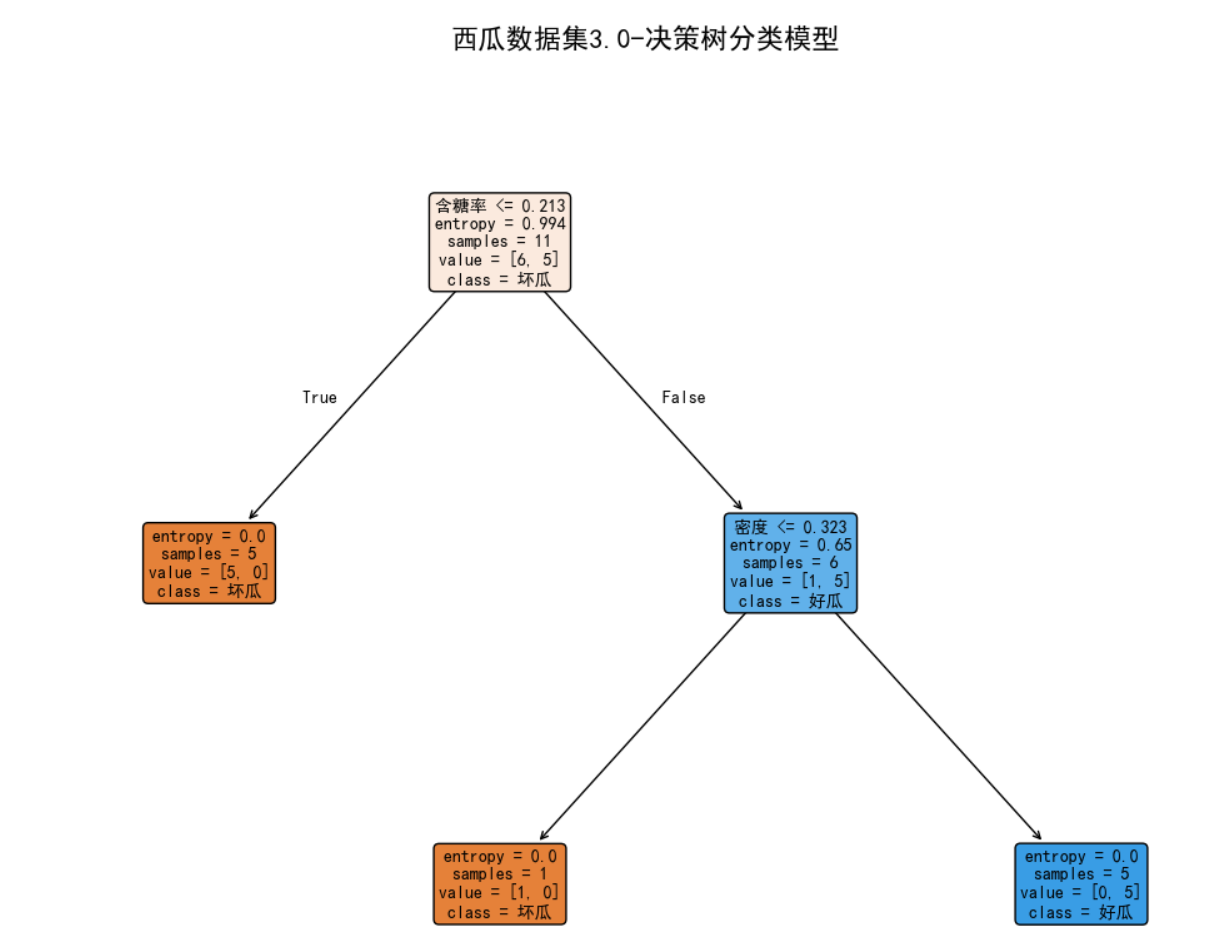 西瓜数据集3.0-决策树分类模型
含糖率 <= 0.213
entropy = 0.994
samples = 11
value = [6, 5]
class = 坏瓜
True
False
entropy = 0.0
samples = 5
value = [5, 0]
class = 坏瓜
密度 <= 0.323
entropy = 0.65
samples = 6
value = [1, 5]
class = 好瓜
entropy = 0.0
samples = 1
value = [1, 0]
class = 坏瓜
entropy = 0.0
samples = 5
value = [0, 5]
class = 好瓜